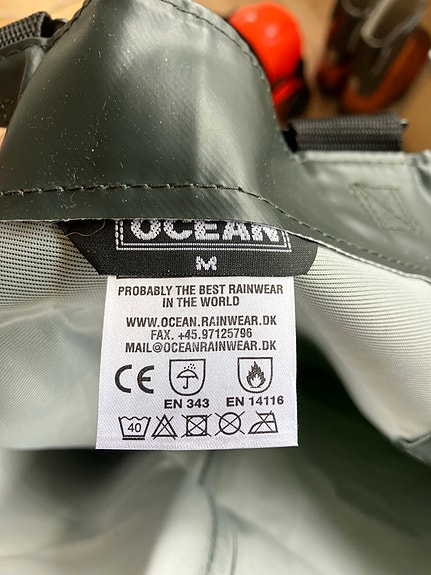 OCEAN
M
PROBABLY THE BEST RAINWEAR
IN THE WORLD
WWW.OCEAN.RAINWEAR.DK
FAX. +45.97125796
MAIL@OCEANRAINWEAR.DK
CE
EN 343 EN 14116
40